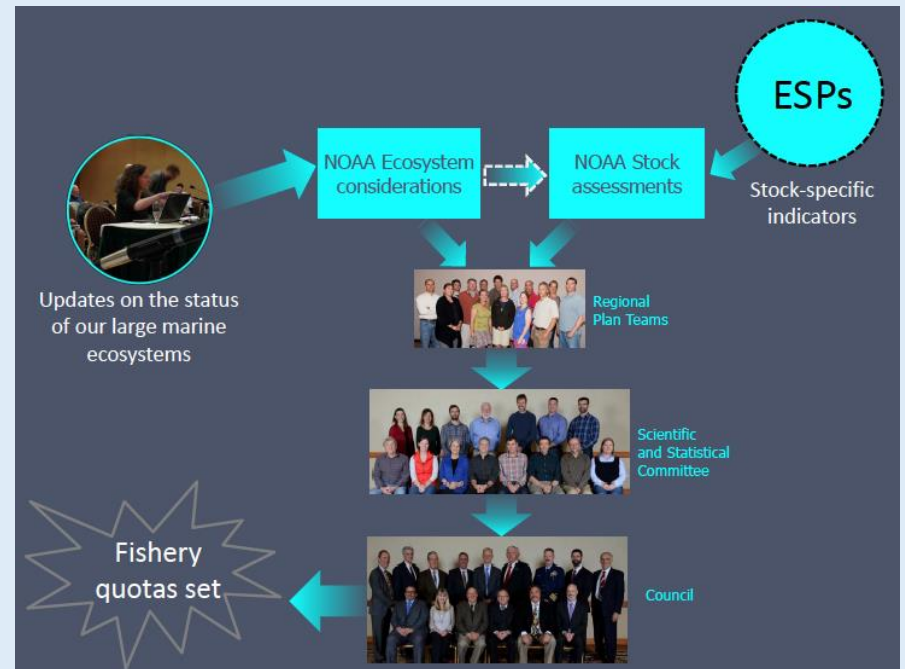 ESPs
NOAA Ecosystem
considerations
NOAA Stock
assessments
Stock-specific
indicators
Updates on the status
of our large marine
ecosystems
Regional
Plan Teams
Scientific
and Statistical
Committee
Fishery
quotas set
Council